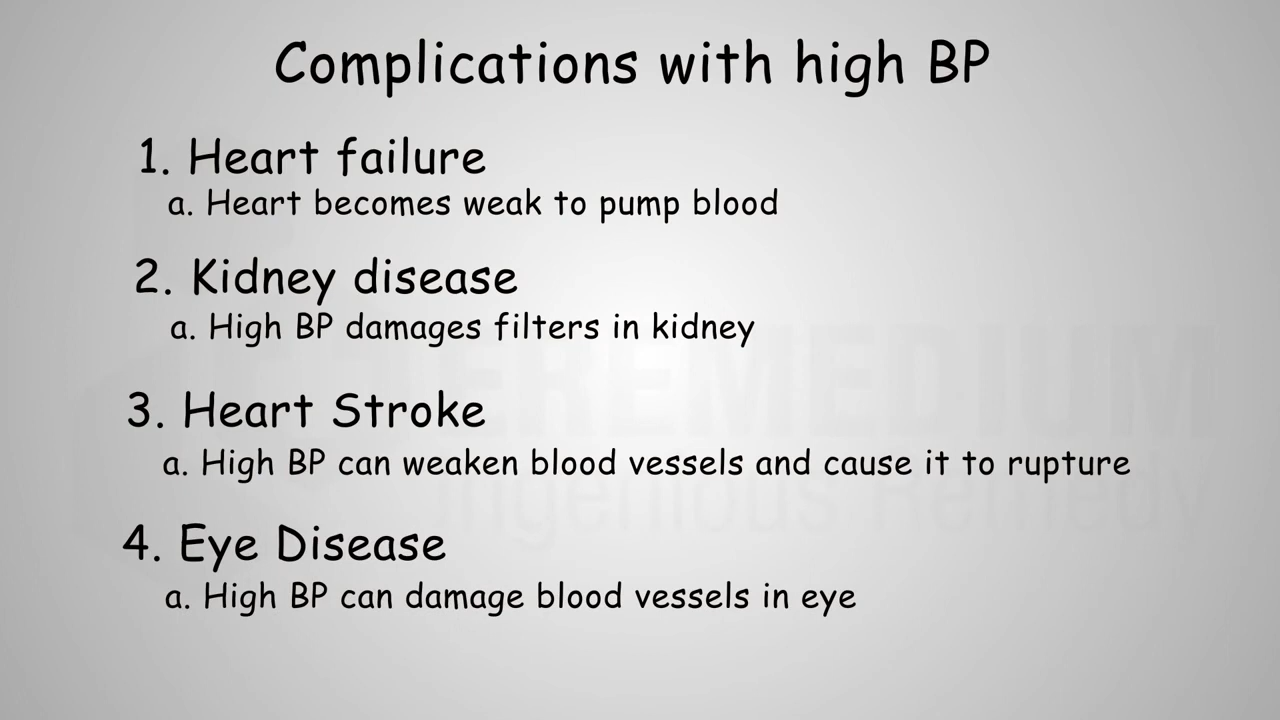 Complications with high BP
1. Heart failure
a. Heart becomes weak to pump blood
2. Kidney disease
a. High BP damages filters in kidney
3. Heart Stroke
a. High BP can weaken blood vessels and cause it to rupture
4. Eye Disease
a. High BP can damage blood vessels in eye